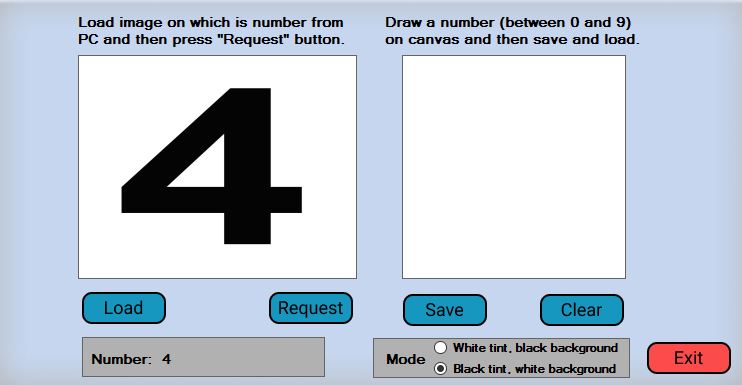 Load image on which is number from
PC and then press "Request" button.
Draw a number (between 0 and 9)
on canvas and then save and load.
4
Load
Request
Save
Clear
Number: 4
Mode
White tint, black background
Black tint, white background
Exit